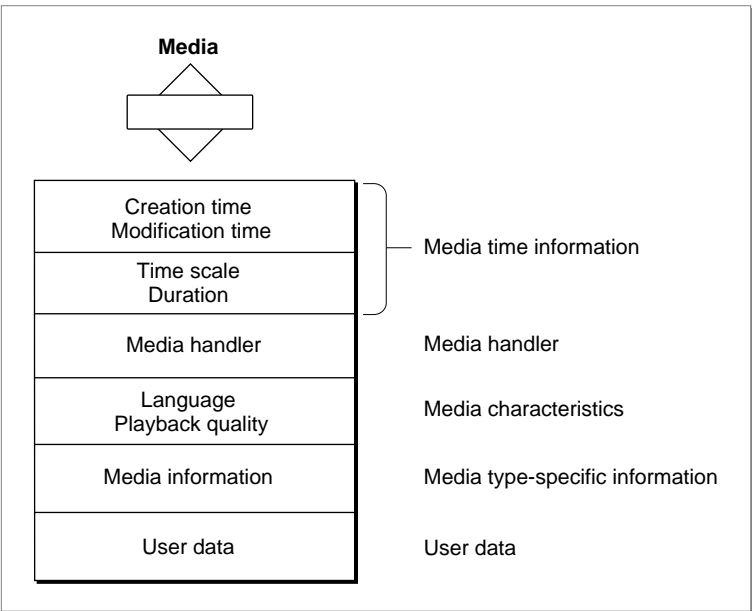 Media
Creation time
Modification time
Time scale
Duration
Media time information
Media handler
Media handler
Language
Playback quality
Media characteristics
Media information
Media type-specific information
User data
User data